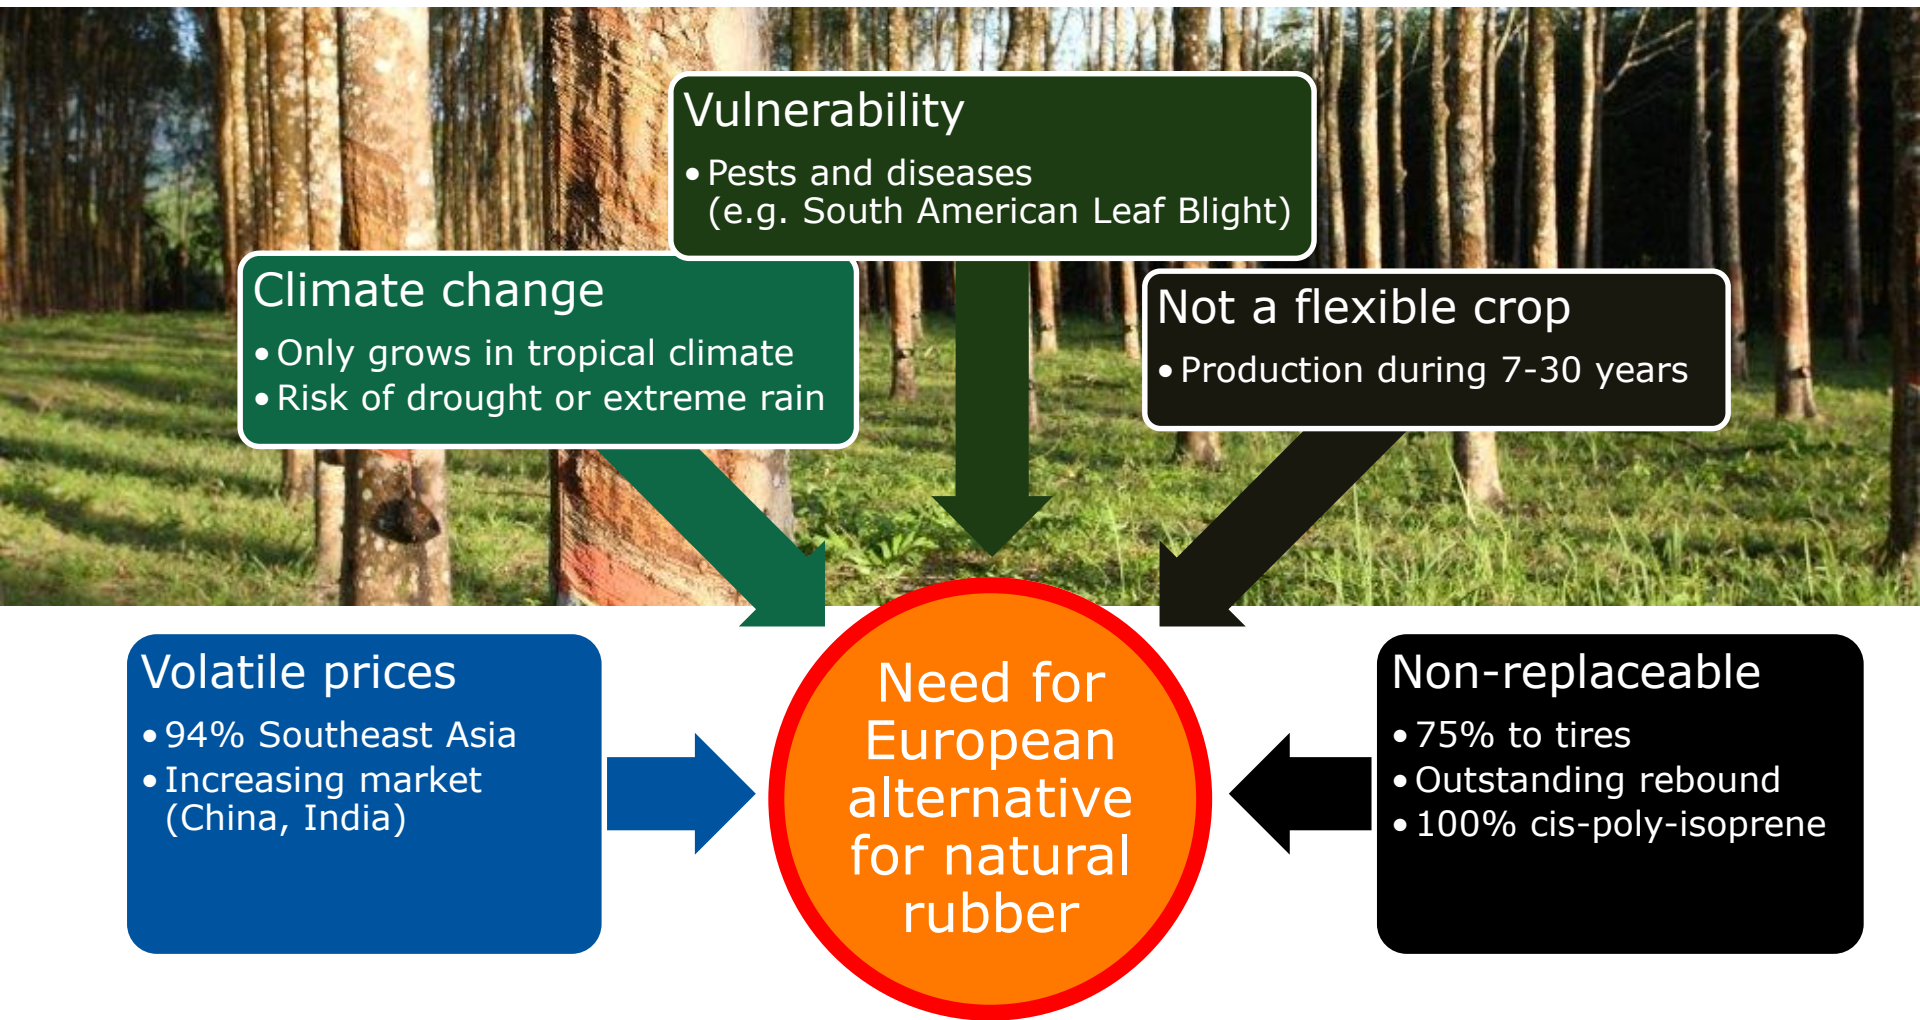 Vulnerability
• Pests and diseases
(e.g. South American Leaf Blight)
Climate change
• Only grows in tropical climate
• Risk of drought or extreme rain
Not a flexible crop
• Production during 7-30 years
Volatile prices
• 94% Southeast Asia
• Increasing market
(China, India)
Need for
European
alternative
for natural
rubber
Non-replaceable
• 75% to tires
• Outstanding rebound
• 100% cis-poly-isoprene